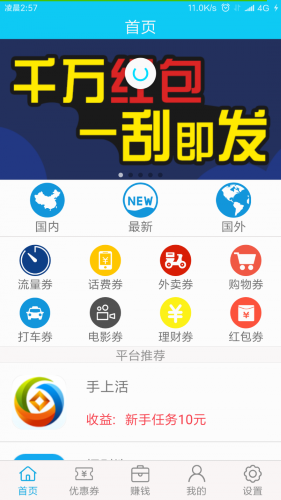 凌晨2:57
11.0K/s 4G
首页
千万红包
一刮即发
NEW
国内 最新 国外
流量券 话费券 外卖券 购物券
打车券 电影券 理财券 红包券
平台推荐
手上活
收益: 新手任务10元
首页 优惠券 赚钱 我的 设置